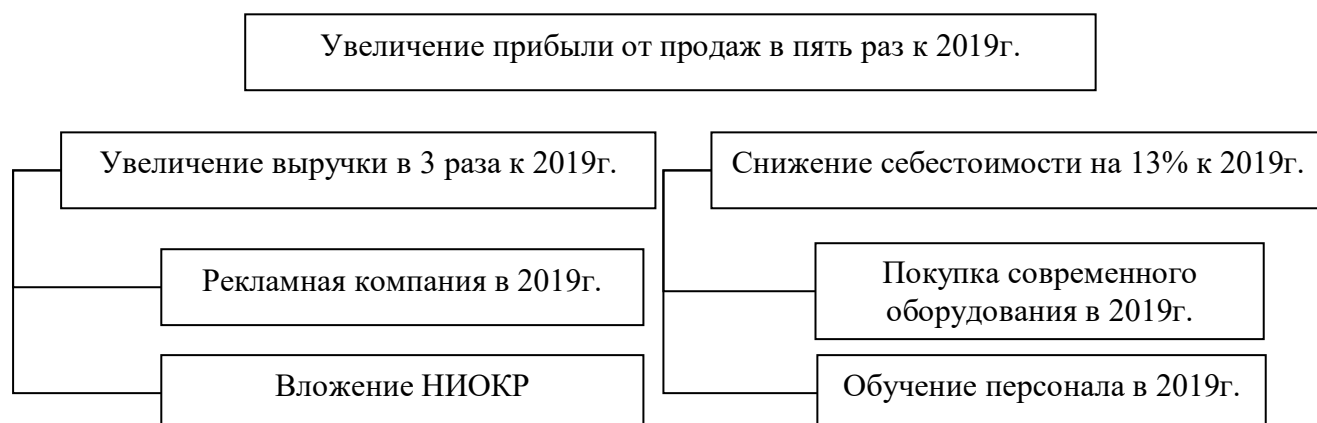 Увеличение прибыли от продаж в пять раз к 2019г.
Увеличение выручки в 3 раза к 2019г.
Снижение себестоимости на 13% к 2019г.
Рекламная компания в 2019г.
Покупка современного
оборудования в 2019г.
Вложение НИОКР
Обучение персонала в 2019г.